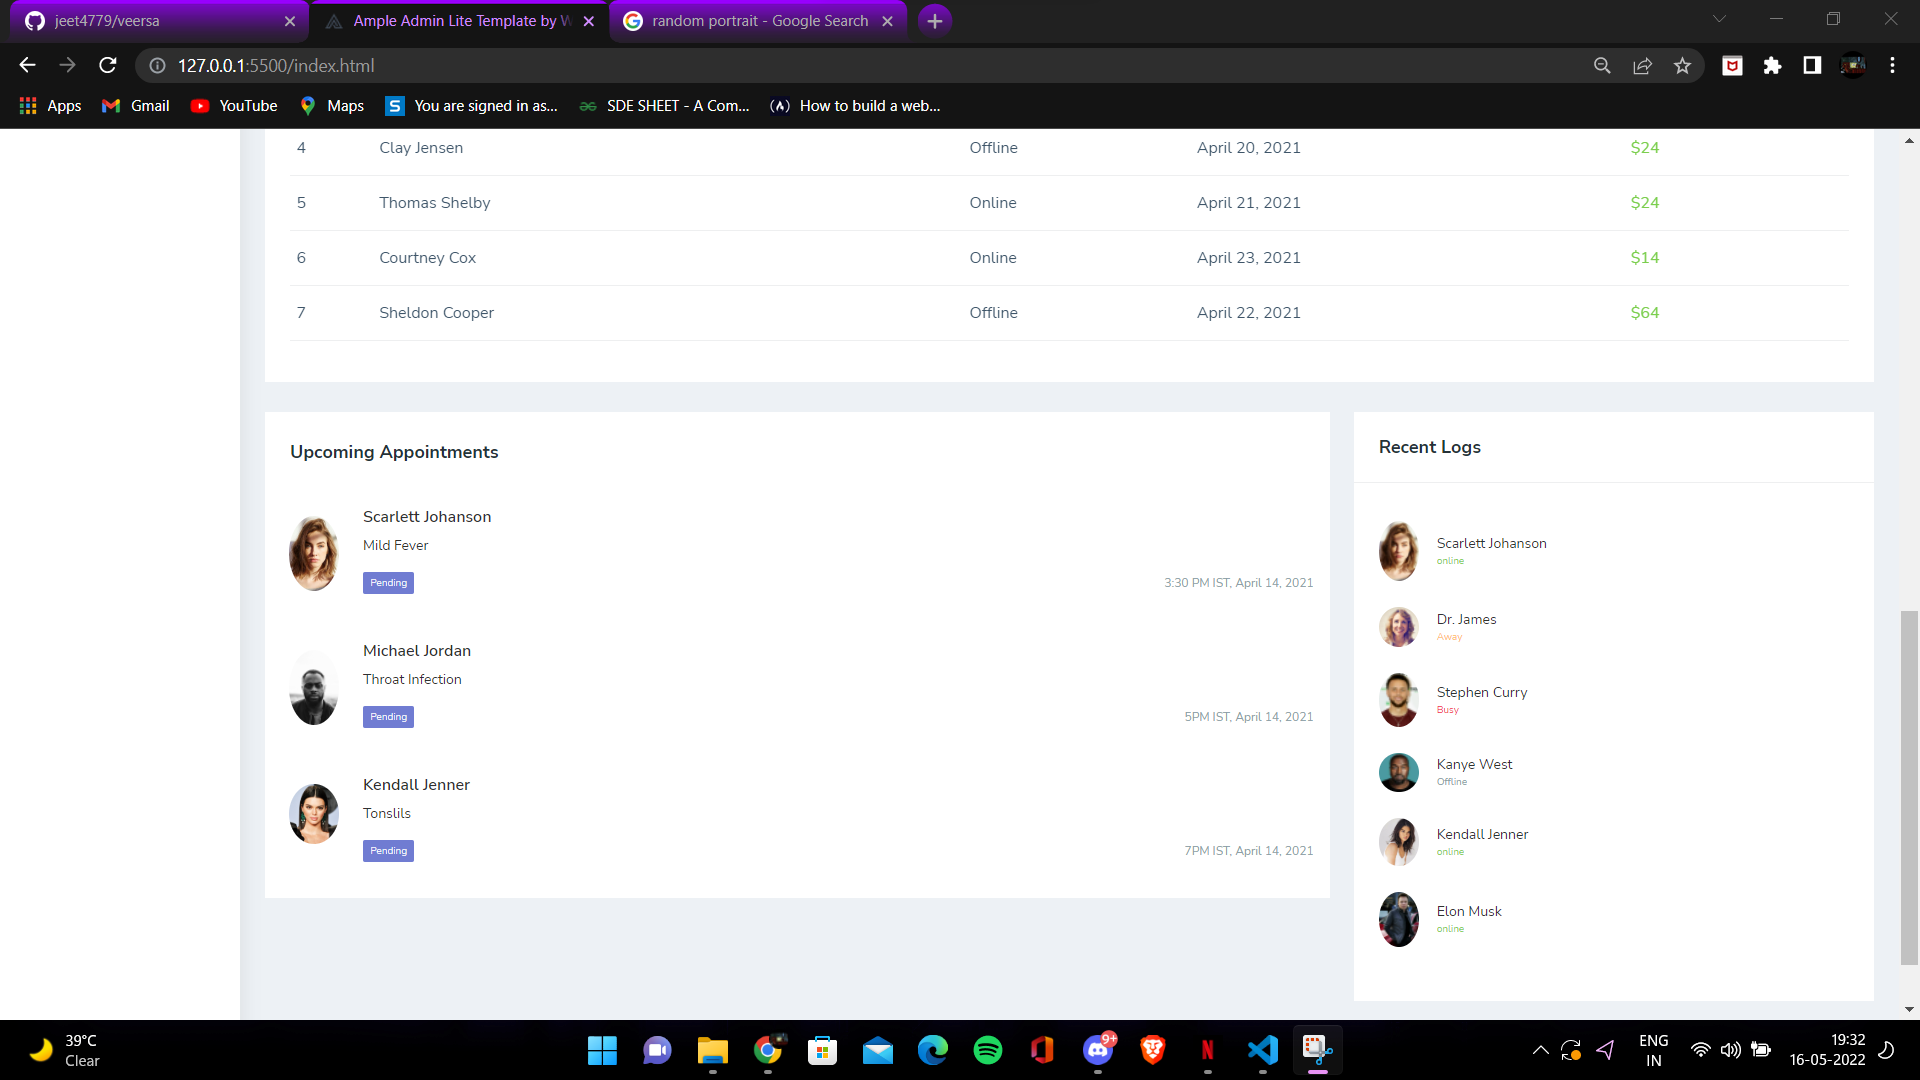 jeet4779/veersa
Ample Admin Lite Template by W
random portrait - Google Search
127.0.0.1:5500/index.html
Apps
Gmail
YouTube
Maps
S
You are signed in as...
SDE SHEET - A Com...
How to build a web...
4 Clay Jensen Offline April 20, 2021 $24
5 Thomas Shelby Online April 21, 2021 $24
6 Courtney Cox Online April 23, 2021 $14
7 Sheldon Cooper Offline April 22, 2021 $64
Upcoming Appointments
Scarlett Johanson
Mild Fever
Pending
3:30 PM IST, April 14, 2021
Michael Jordan
Throat Infection
Pending
5PM IST, April 14, 2021
Kendall Jenner
Tonslils
Pending
7PM IST, April 14, 2021
Recent Logs
Scarlett Johanson
online
Dr. James
Away
Stephen Curry
Busy
Kanye West
Offline
Kendall Jenner
online
Elon Musk
online
39°C
Clear
9+
ENG
IN
19:32
16-05-2022